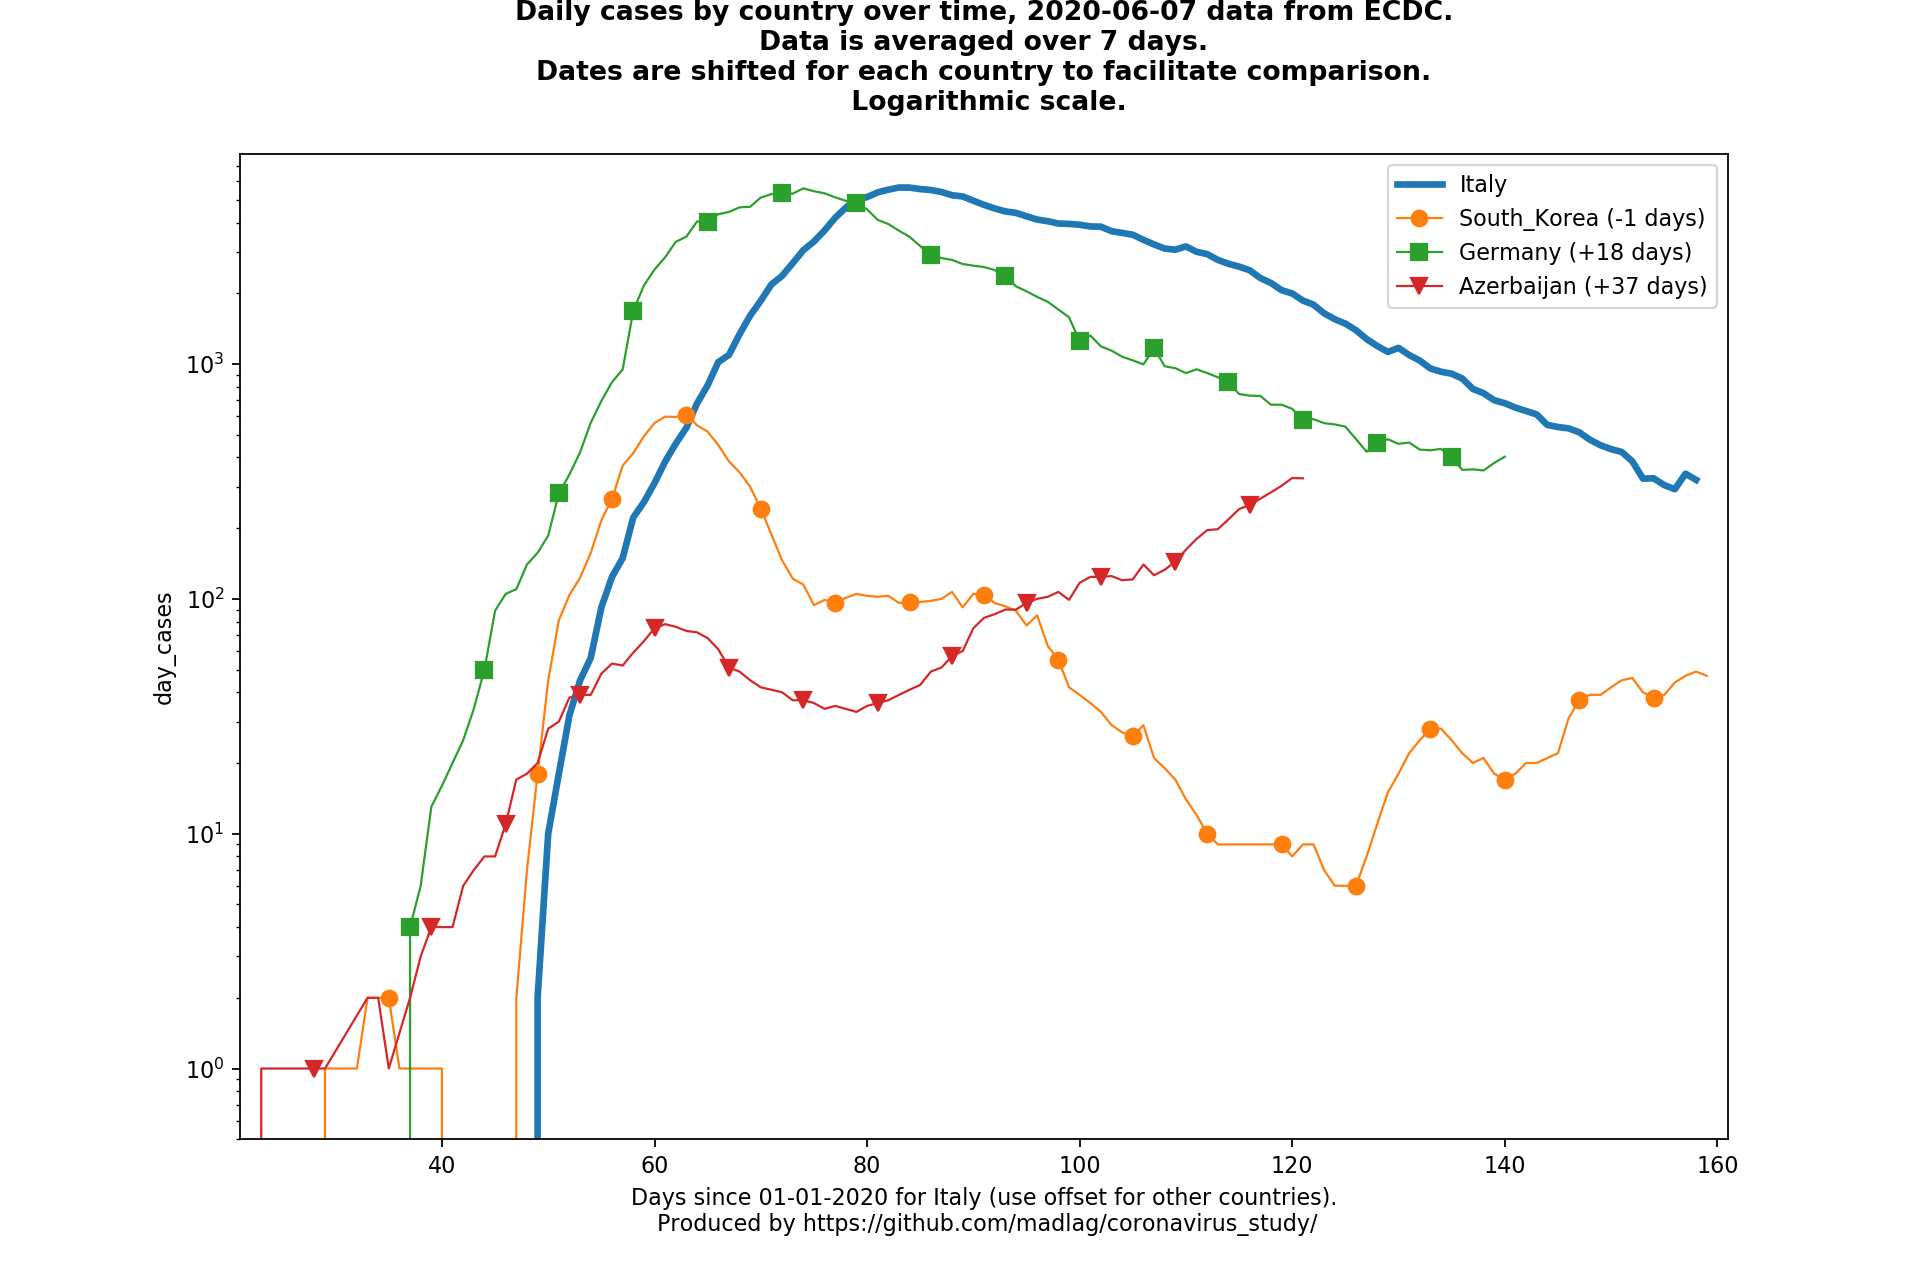 Daily cases by country over time, 2020-06-07 data from ECDC.
Data is averaged over 7 days.
Dates are shifted for each country to facilitate comparison.
Logarithmic scale.
Italy
South_Korea (-1 days)
Germany (+18 days)
Azerbaijan (+37 days)
10³
10²
10¹
10⁰
day_cases
40 60 80 100 120 140 160
Days since 01-01-2020 for Italy (use offset for other countries).
Produced by https://github.com/madlag/coronavirus_study/